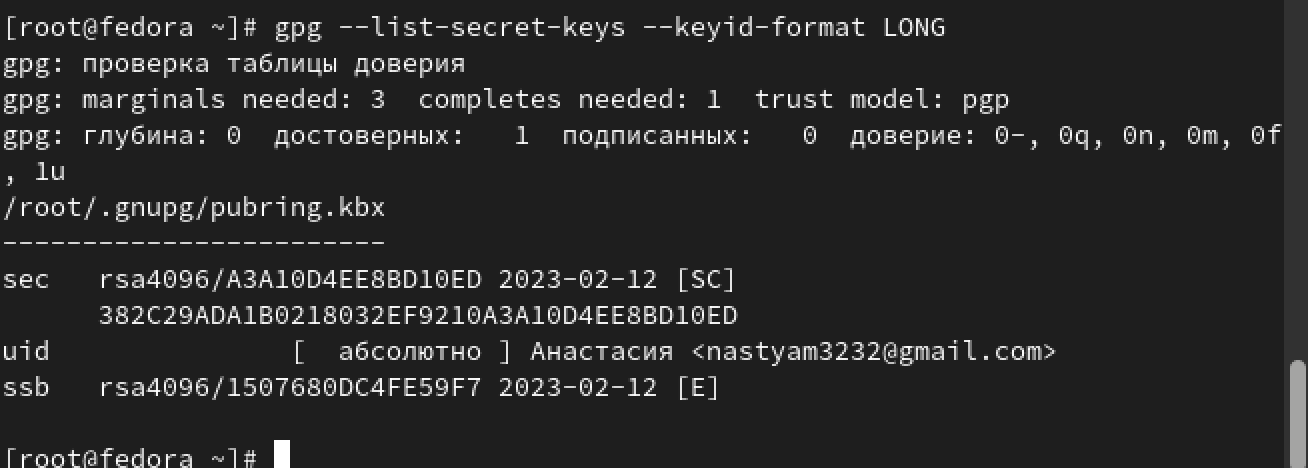 [root@fedora ~]# gpg --list-secret-keys --keyid-format LONG
gpg: проверка таблицы доверия
gpg: marginals needed: 3  completes needed: 1  trust model: pgp
gpg: глубина: 0  достоверных:   1  подписанных:   0  доверие: 0-, 0q, 0n, 0m, 0f
, 1u
/root/.gnupg/pubring.kbx
------------------------
sec   rsa4096/A3A10D4EE8BD10ED 2023-02-12 [SC]
      382C29ADA1B0218032EF9210A3A10D4EE8BD10ED
uid               [  абсолютно ] Анастасия <nastyam3232@gmail.com>
ssb   rsa4096/1507680DC4FE59F7 2023-02-12 [E]
[root@fedora ~]#